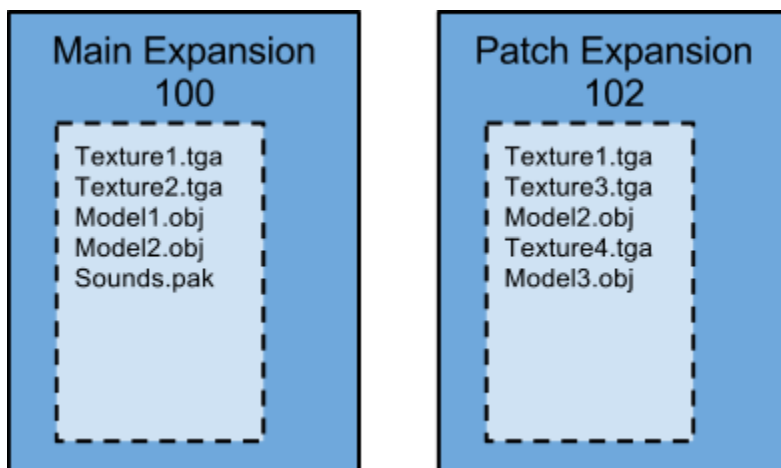 Main Expansion
100
Texture1.tga
Texture2.tga
Model1.obj
Model2.obj
Sounds.pak
Patch Expansion
102
Texture1.tga
Texture3.tga
Model2.obj
Texture4.tga
Model3.obj